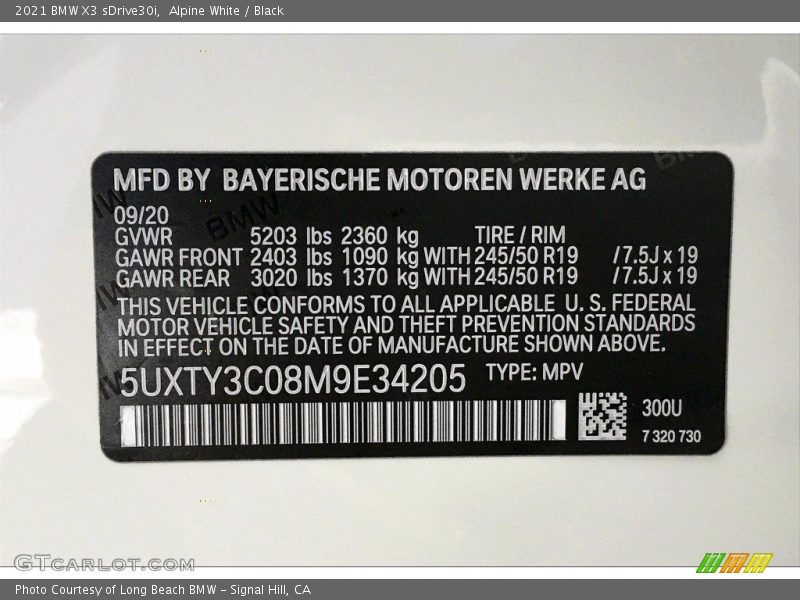 2021 BMW X3 sDrive30i, Alpine White / Black
MFD BY BAYERISCHE MOTOREN WERKE AG
09/20
GVWR 5203 lbs 2360 kg TIRE / RIM
GAWR FRONT 2403 lbs 1090 kg WITH 245/50 R19 / 7.5J x 19
GAWR REAR 3020 lbs 1370 kg WITH 245/50 R19 / 7.5J x 19
THIS VEHICLE CONFORMS TO ALL APPLICABLE U. S. FEDERAL
MOTOR VEHICLE SAFETY AND THEFT PREVENTION STANDARDS
IN EFFECT ON THE DATE OF MANUFACTURE SHOWN ABOVE.
5UXTY3C08M9E34205 TYPE: MPV
300U
7 320 730
BMW
GTCARLOT.COM
Photo Courtesy of Long Beach BMW - Signal Hill, CA